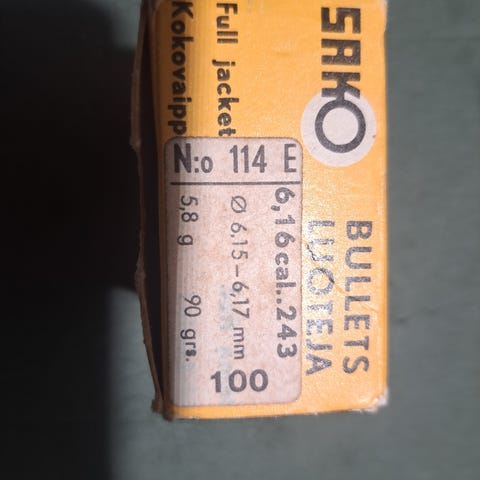 SAKO
BULLETS
LUOTEJA
Full jacket
Kokovaipp
N:o 114 E
6,16 cal. .243
Ø 6,15–6,17 mm
5,8 g 90 grs.
100